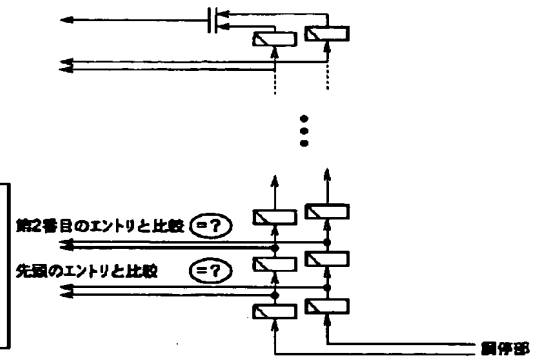 第2番目のエントリと比較 =?
先頭のエントリと比較 =?
調停部